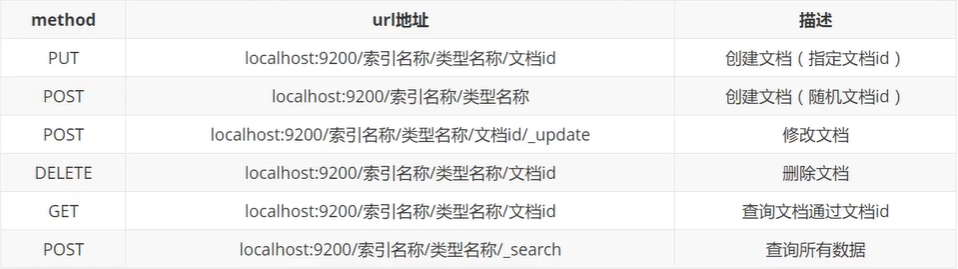 method url地址 描述
PUT localhost:9200/索引名称/类型名称/文档id 创建文档（指定文档id）
POST localhost:9200/索引名称/类型名称 创建文档（随机文档id）
POST localhost:9200/索引名称/类型名称/文档id/_update 修改文档
DELETE localhost:9200/索引名称/类型名称/文档id 删除文档
GET localhost:9200/索引名称/类型名称/文档id 查询文档通过文档id
POST localhost:9200/索引名称/类型名称/_search 查询所有数据